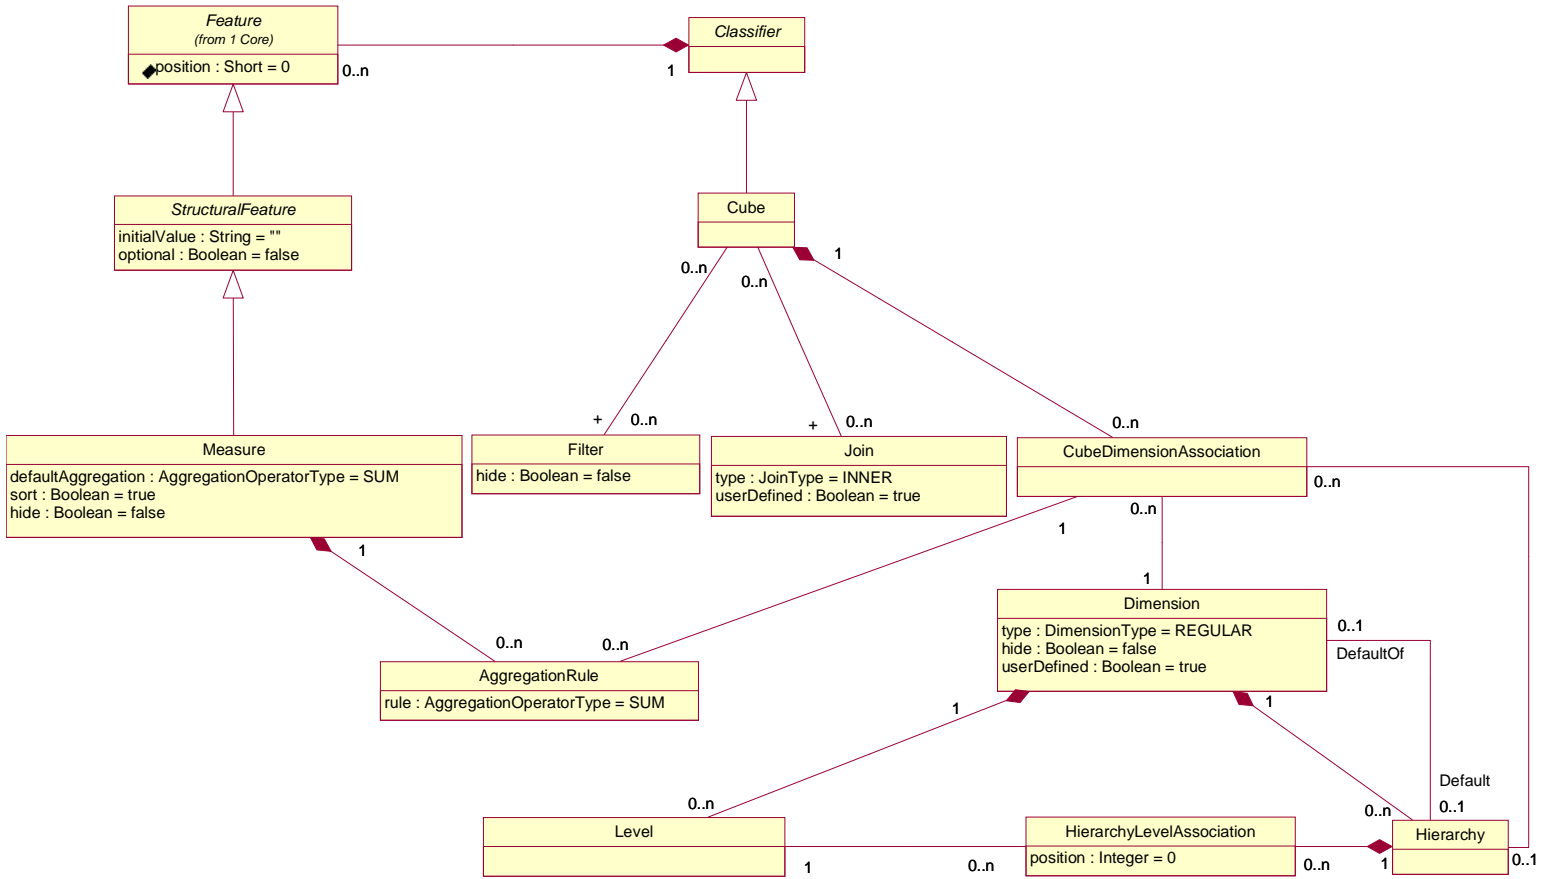 Feature
(from 1 Core)
position : Short = 0
0..n
1
Classifier
StructuralFeature
initialValue : String = ""
optional : Boolean = false
Cube
0..n
0..n
1
+
0..n
+
0..n
0..n
Measure
defaultAggregation : AggregationOperatorType = SUM
sort : Boolean = true
hide : Boolean = false
Filter
hide : Boolean = false
Join
type : JoinType = INNER
userDefined : Boolean = true
CubeDimensionAssociation
0..n
0..n
1
1
1
Dimension
type : DimensionType = REGULAR
hide : Boolean = false
userDefined : Boolean = true
0..1
DefaultOf
0..n
0..n
AggregationRule
rule : AggregationOperatorType = SUM
1
1
Default
0..1
0..n
0..n
Level
HierarchyLevelAssociation
position : Integer = 0
Hierarchy
1
0..n
0..n
1
0..1